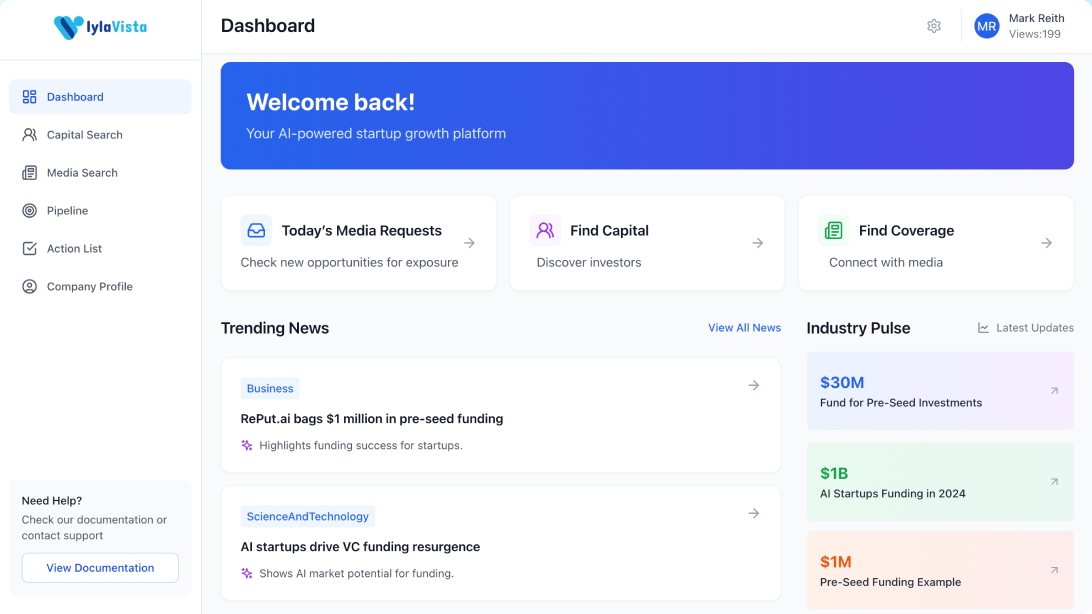 lylaVista
Dashboard
MR
Mark Reith
Views:199
Dashboard
Capital Search
Media Search
Pipeline
Action List
Company Profile
Need Help?
Check our documentation or
contact support
View Documentation
Welcome back!
Your AI-powered startup growth platform
Today’s Media Requests
Check new opportunities for exposure
Find Capital
Discover investors
Find Coverage
Connect with media
Trending News
View All News
Business
RePut.ai bags $1 million in pre-seed funding
Highlights funding success for startups.
ScienceAndTechnology
AI startups drive VC funding resurgence
Shows AI market potential for funding.
Industry Pulse
Latest Updates
$30M
Fund for Pre-Seed Investments
$1B
AI Startups Funding in 2024
$1M
Pre-Seed Funding Example